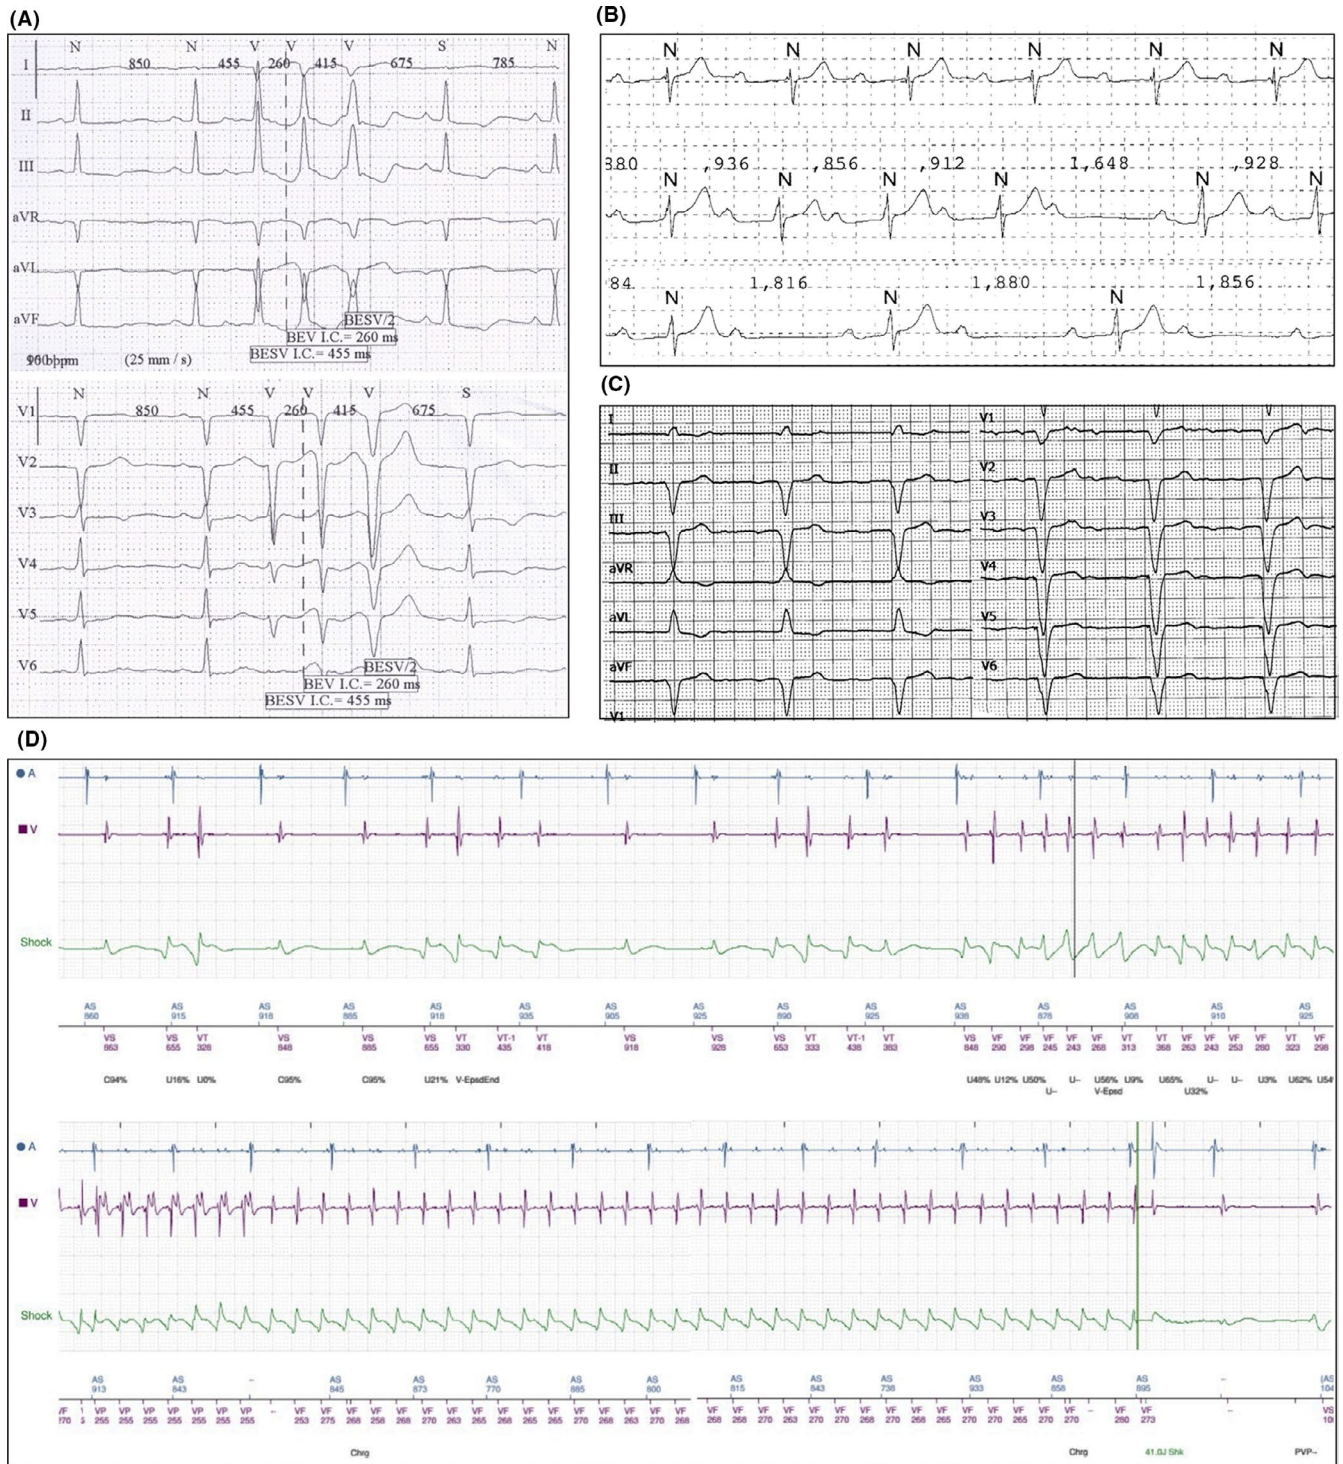 (A)
N N V V V S N
I 850 455 260 415 675 785
II
III
aVR
aVL
aVF
BESV/2
BEV I.C.= 260 ms
BESV I.C.= 455 ms
(25 mm / s)
N N V V V S
V1 850 455 260 415 675
V2
V3
V4
V5
V6
BESV/2
BEV I.C.= 260 ms
BESV I.C.= 455 ms
(B)
N N N N N N
380 ,936 ,856 ,912 1,648 ,928
N N N N N N
84 1,816 1,880 1,856
N N N
(C)
I V1
II V2
III V3
aVR V4
aVL V5
aVF V6
V1
(D)
A
V
Shock
AS AS AS AS AS AS AS AS AS AS AS AS AS AS AS
860 915 918 885 918 935 905 925 890 925 938 878 908 918 925
VS VS VT VS VS VS VT VT-1 VT VS VS VS VT VT-1 VT VS VF VF VF VF VF VT VT VF VF VF VF VT VF
863 655 328 848 885 655 330 435 418 918 928 653 333 438 383 848 290 298 245 243 268 313 368 263 243 253 280 323 298
C94% U16% U0% C95% C95% U21% V-EpsdEnd U48% U12% U50% U-- U56% U9% U65% U-- U-- U3% U62% U54
U-- V-Epsd U32%
A
V
Shock
AS AS -- AS AS AS AS AS AS AS AS AS AS AS --
913 843 845 873 770 885 800 815 843 738 933 858 895 104
VP VP VP VP VP VP VP -- VF VF VF VF VF VF VF VF VF VF VF VF VF VF VF VF
255 255 255 255 255 255 255 253 275 268 258 268 270 263 265 268 265 265 270 263 270 268
VF VF VF VF VF VF VF VF VF VF VF VF VF VF VF -- VF VF VS
268 268 270 263 270 270 268 265 268 270 270 265 270 270 280 273 10
Chrg Chrg 41.0J Shk PVP→